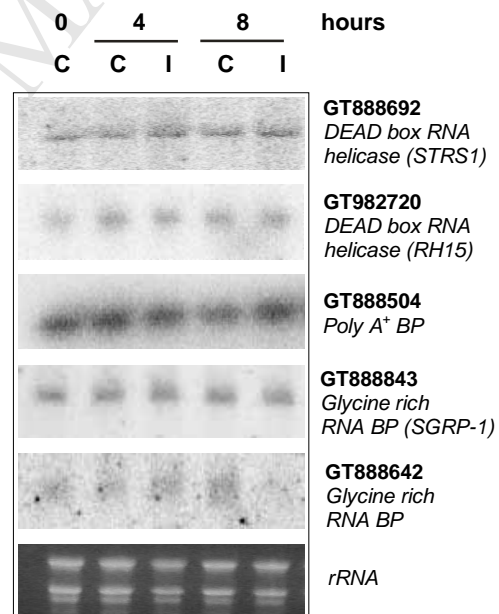 0 4 8 hours
C C I C I
GT888692
DEAD box RNA
helicase (STRS1)
GT982720
DEAD box RNA
helicase (RH15)
GT888504
Poly A+ BP
GT888843
Glycine rich
RNA BP (SGRP-1)
GT888642
Glycine rich
RNA BP
rRNA